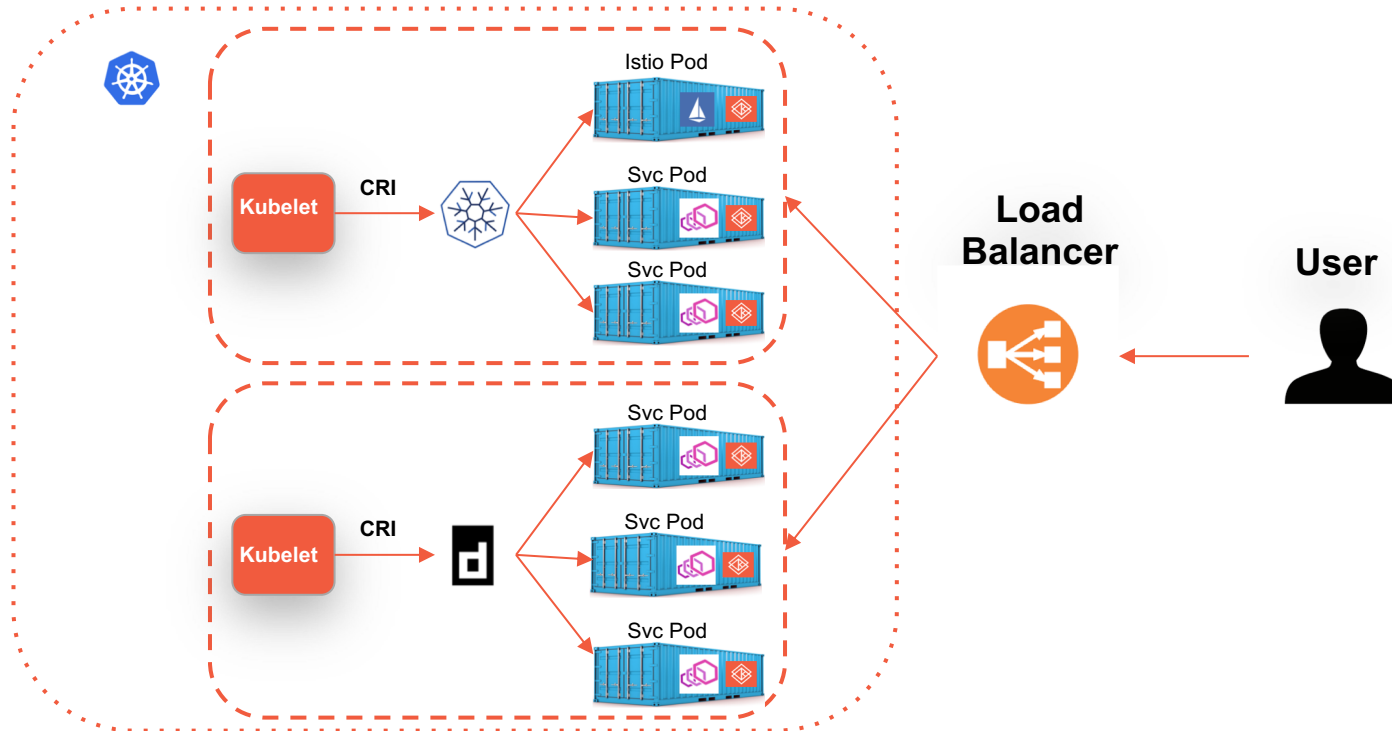 Istio Pod
Kubelet
CRI
Svc Pod
Svc Pod
Load
Balancer
User
Svc Pod
Kubelet
CRI
Svc Pod
Svc Pod